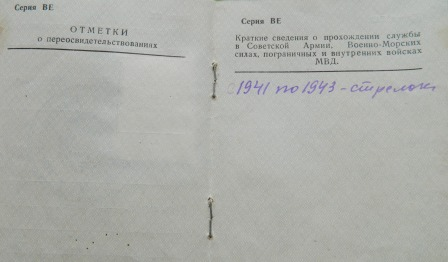 Серия ВЕ
ОТМЕТКИ
о переосвидетельствованиях
Серия ВЕ
Краткие сведения о прохождении службы
в Советской Армии, Военно-Морских
силах, пограничных и внутренних войсках
МВД.
с 1941 по 1943 - стрелок